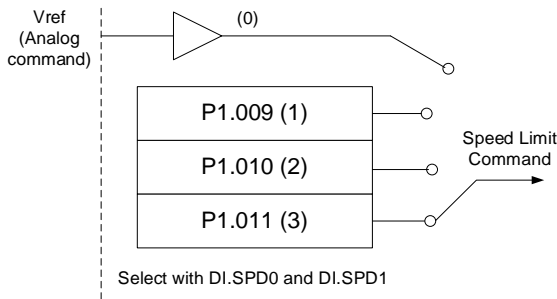 Vref
(Analog
command)
(0)
P1.009 (1)
P1.010 (2)
P1.011 (3)
Speed Limit
Command
Select with DI.SPD0 and DI.SPD1